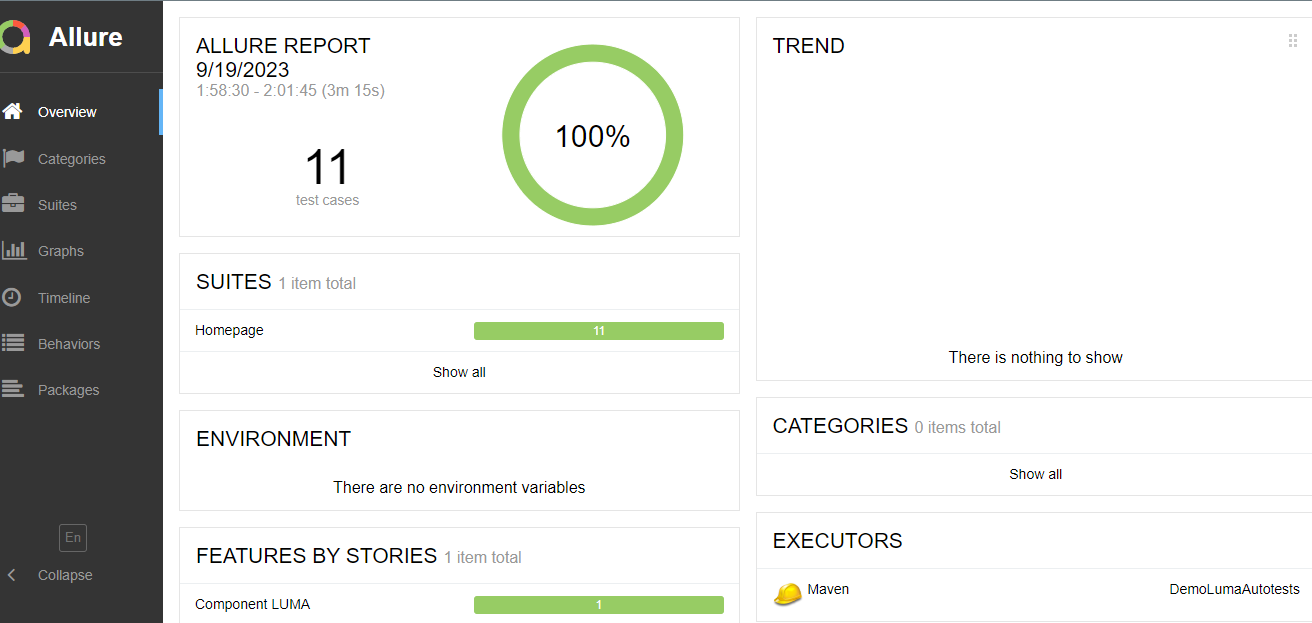 Allure
Overview
Categories
Suites
Graphs
Timeline
Behaviors
Packages
En
Collapse
ALLURE REPORT
9/19/2023
1:58:30 - 2:01:45 (3m 15s)
11
test cases
100%
SUITES 1 item total
Homepage 11
Show all
ENVIRONMENT
There are no environment variables
FEATURES BY STORIES 1 item total
Component LUMA 1
TREND
There is nothing to show
CATEGORIES 0 items total
Show all
EXECUTORS
Maven DemoLumaAutotests